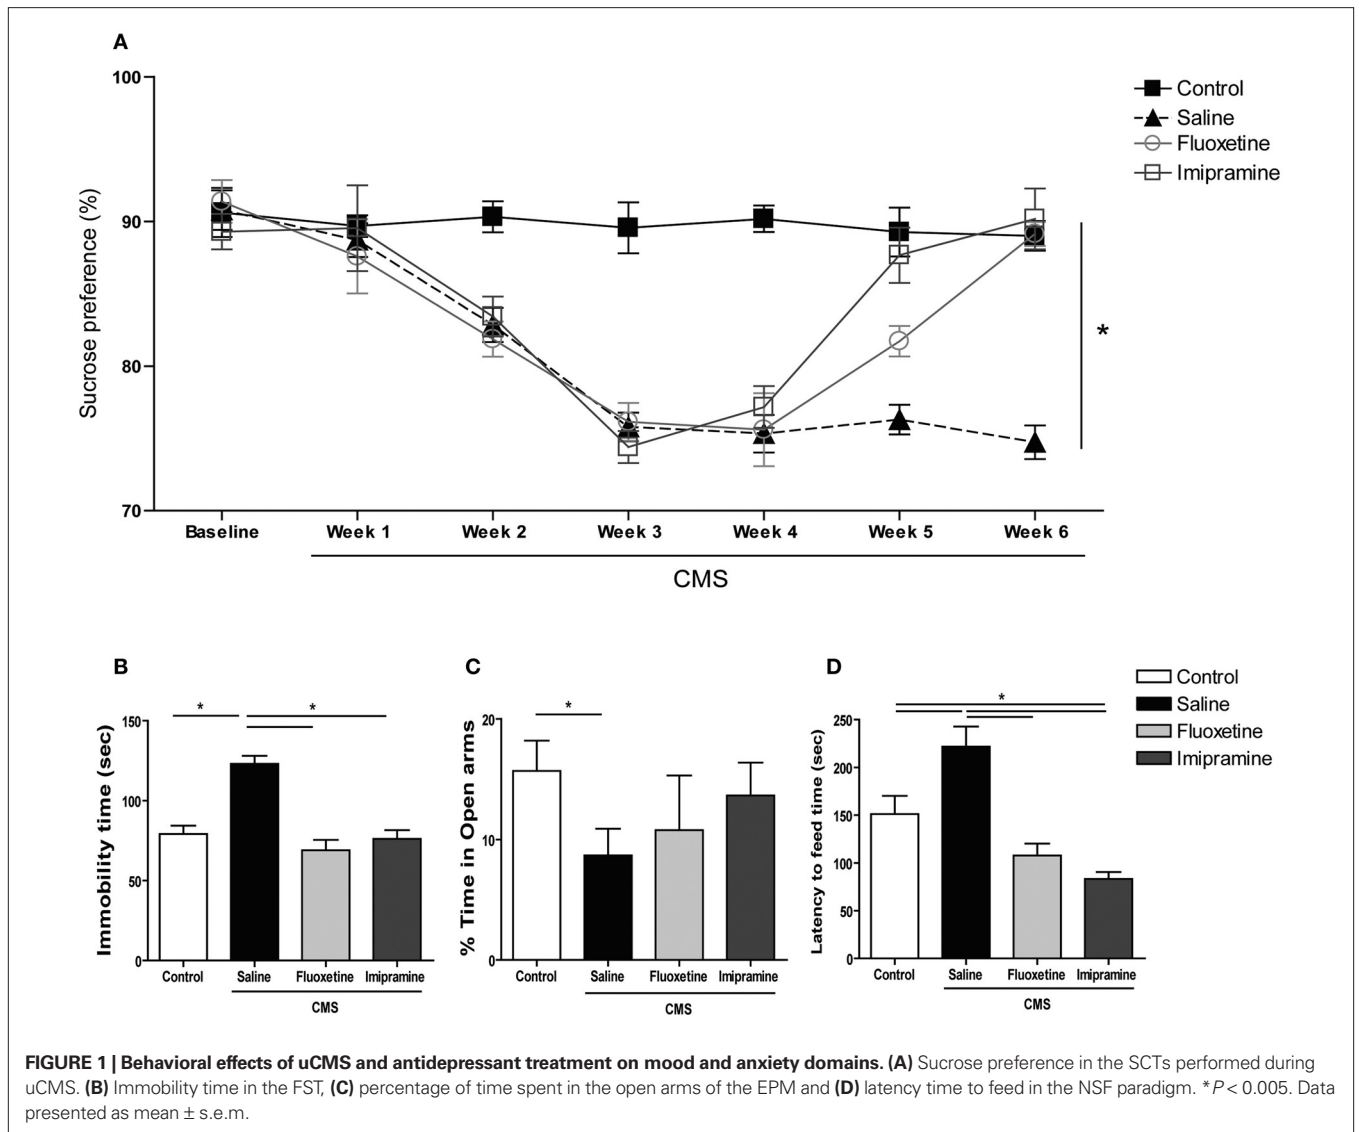 A
100
90
80
70
Sucrose preference (%)
Control
Saline
Fluoxetine
Imipramine
*
Baseline Week 1 Week 2 Week 3 Week 4 Week 5 Week 6
CMS
B
Immobility time (sec)
150
100
50
0
* *
Control Saline Fluoxetine Imipramine
CMS
C
% Time in Open arms
20
10
0
*
Control Saline Fluoxetine Imipramine
CMS
D
Latency to feed time (sec)
250
200
150
100
50
0
*
Control Saline Fluoxetine Imipramine
CMS
Control
Saline
Fluoxetine
Imipramine
FIGURE 1 | Behavioral effects of uCMS and antidepressant treatment on mood and anxiety domains. (A) Sucrose preference in the SCTs performed during
uCMS. (B) Immobility time in the FST, (C) percentage of time spent in the open arms of the EPM and (D) latency time to feed in the NSF paradigm. *P < 0.005. Data
presented as mean ± s.e.m.